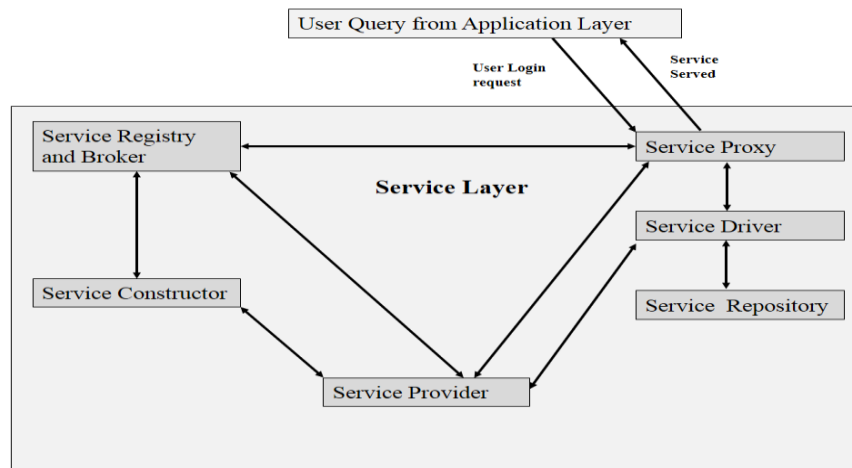 User Query from Application Layer
User Login
request
Service
Served
Service Registry
and Broker
Service Proxy
Service Layer
Service Driver
Service Constructor
Service Repository
Service Provider